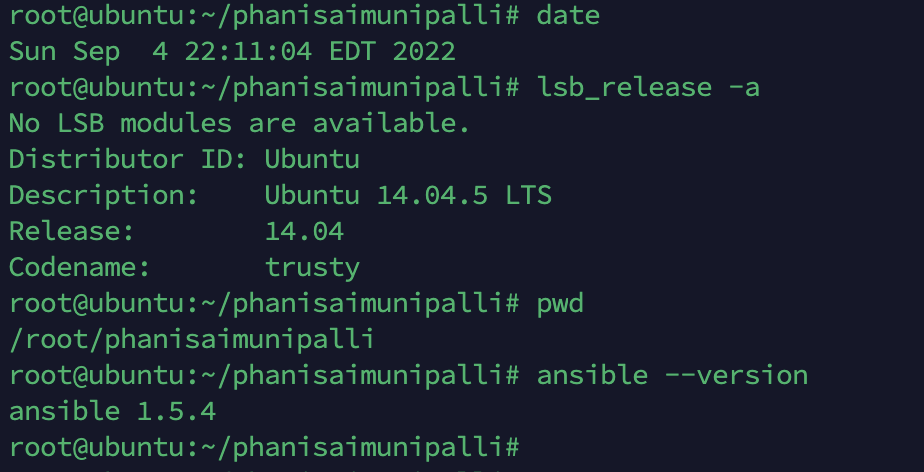 root@ubuntu:~/phanisaimunipalli# date
Sun Sep  4 22:11:04 EDT 2022
root@ubuntu:~/phanisaimunipalli# lsb_release -a
No LSB modules are available.
Distributor ID: Ubuntu
Description:    Ubuntu 14.04.5 LTS
Release:        14.04
Codename:       trusty
root@ubuntu:~/phanisaimunipalli# pwd
/root/phanisaimunipalli
root@ubuntu:~/phanisaimunipalli# ansible --version
ansible 1.5.4
root@ubuntu:~/phanisaimunipalli#